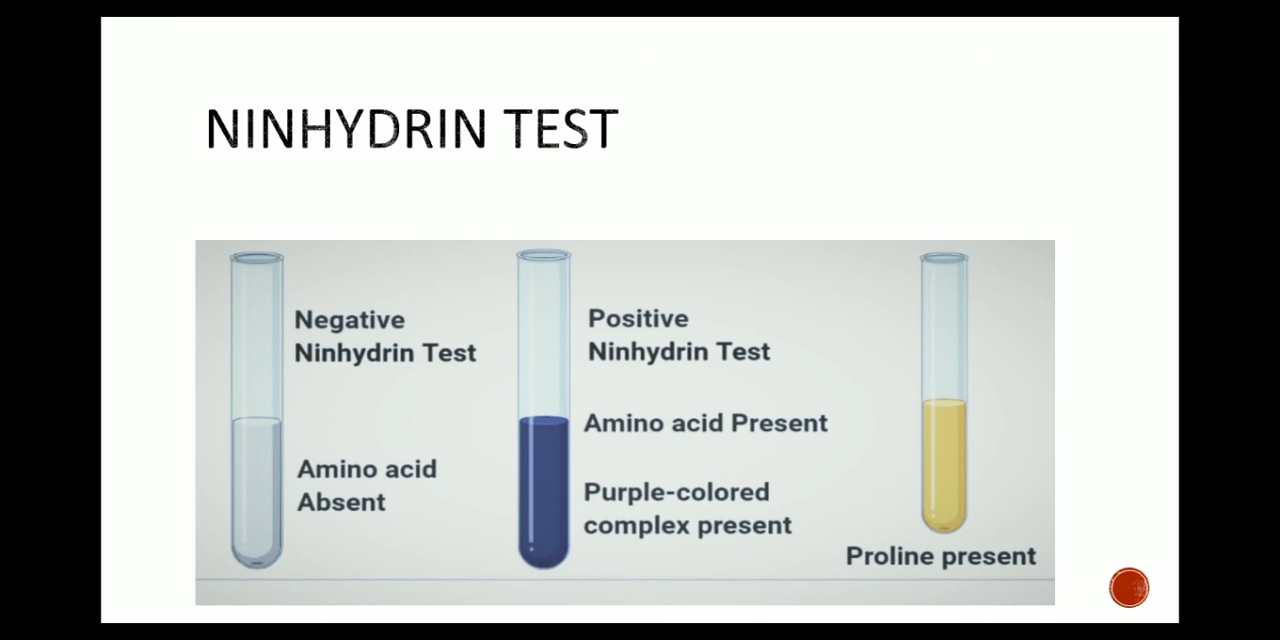 NINHYDRIN TEST
Negative
Ninhydrin Test
Amino acid
Absent
Positive
Ninhydrin Test
Amino acid Present
Purple-colored
complex present
Proline present